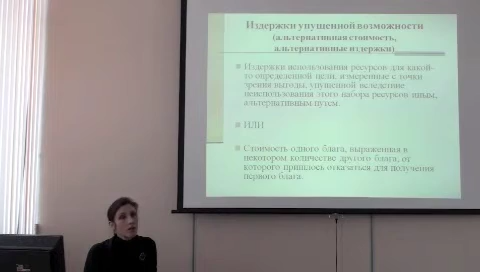 Издержки упущенной возможности
(альтернативная стоимость,
альтернативные издержки)
Издержки использования ресурсов для какой-
то определенной цели, измеренные с точки
зрения выгоды, упущенной вследствие
неиспользования этого набора ресурсов иным,
альтернативным путем.
ИЛИ
Стоимость одного блага, выраженная в
некотором количестве другого блага, от
которого пришлось отказаться для получения
первого блага.